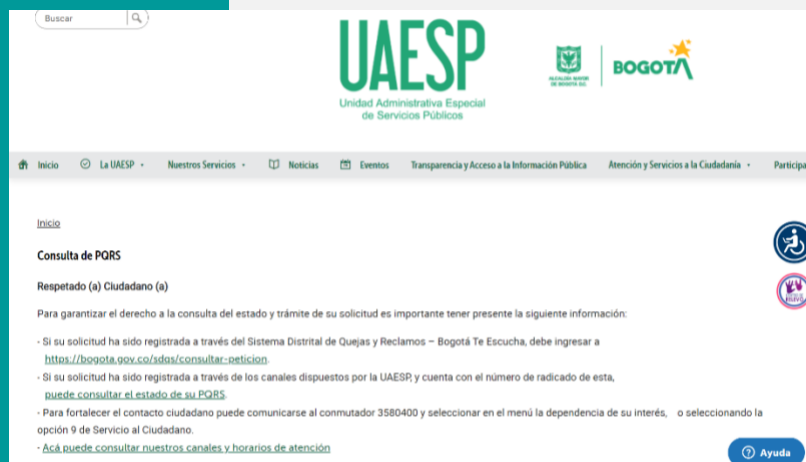 Buscar
UAESP
Unidad Administrativa Especial
de Servicios Públicos
ALCALDÍA MAYOR
DE BOGOTÁ D.C.
BOGOTÁ
Inicio La UAESP Nuestros Servicios Noticias Eventos Transparencia y Acceso a la Información Pública Atención y Servicios a la Ciudadanía Participa
Inicio
Consulta de PQRS
Respetado (a) Ciudadano (a)
Para garantizar el derecho a la consulta del estado y trámite de su solicitud es importante tener presente la siguiente información:
- Si su solicitud ha sido registrada a través del Sistema Distrital de Quejas y Reclamos – Bogotá Te Escucha, debe ingresar a
https://bogota.gov.co/sdqs/consultar-peticion.
- Si su solicitud ha sido registrada a través de los canales dispuestos por la UAESP, y cuenta con el número de radicado de esta,
puede consultar el estado de su PQRS.
- Para fortalecer el contacto ciudadano puede comunicarse al conmutador 3580400 y seleccionar en el menú la dependencia de su interés, o seleccionando la
opción 9 de Servicio al Ciudadano.
- Acá puede consultar nuestros canales y horarios de atención
Ayuda